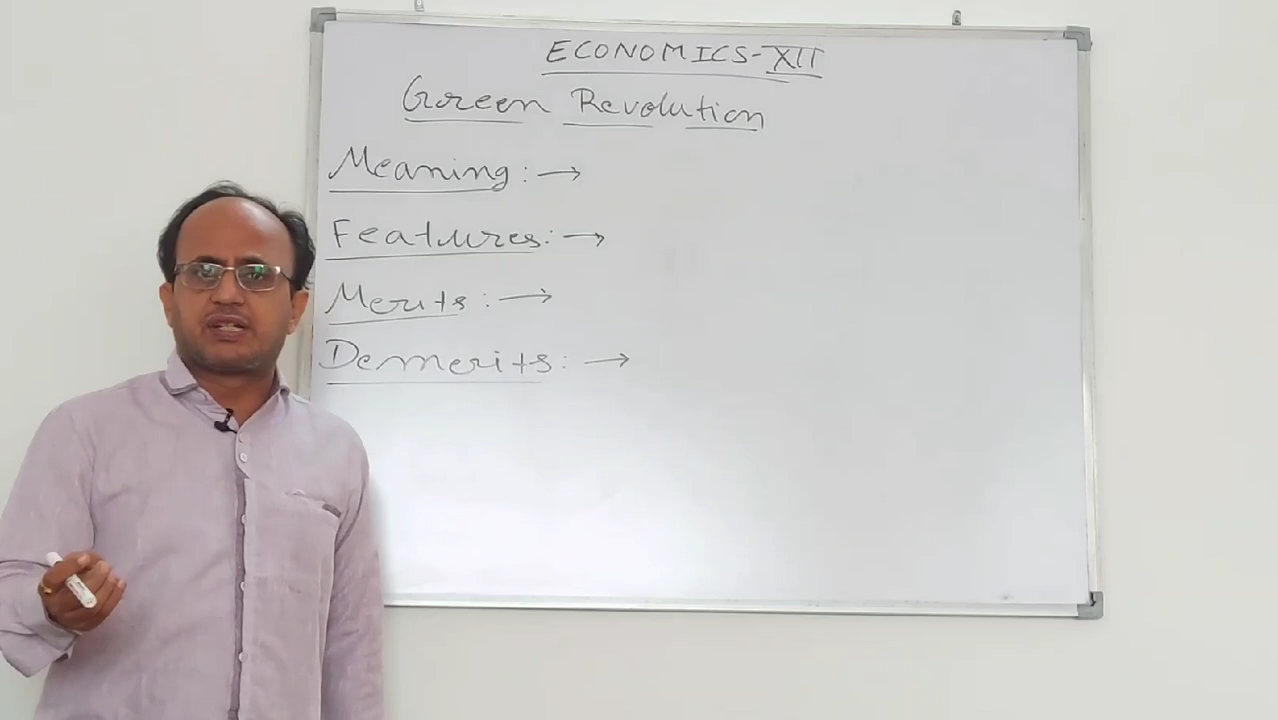 ECONOMICS-XII
Green Revolution
Meaning:→
Features:→
Merits:→
Demerits:→